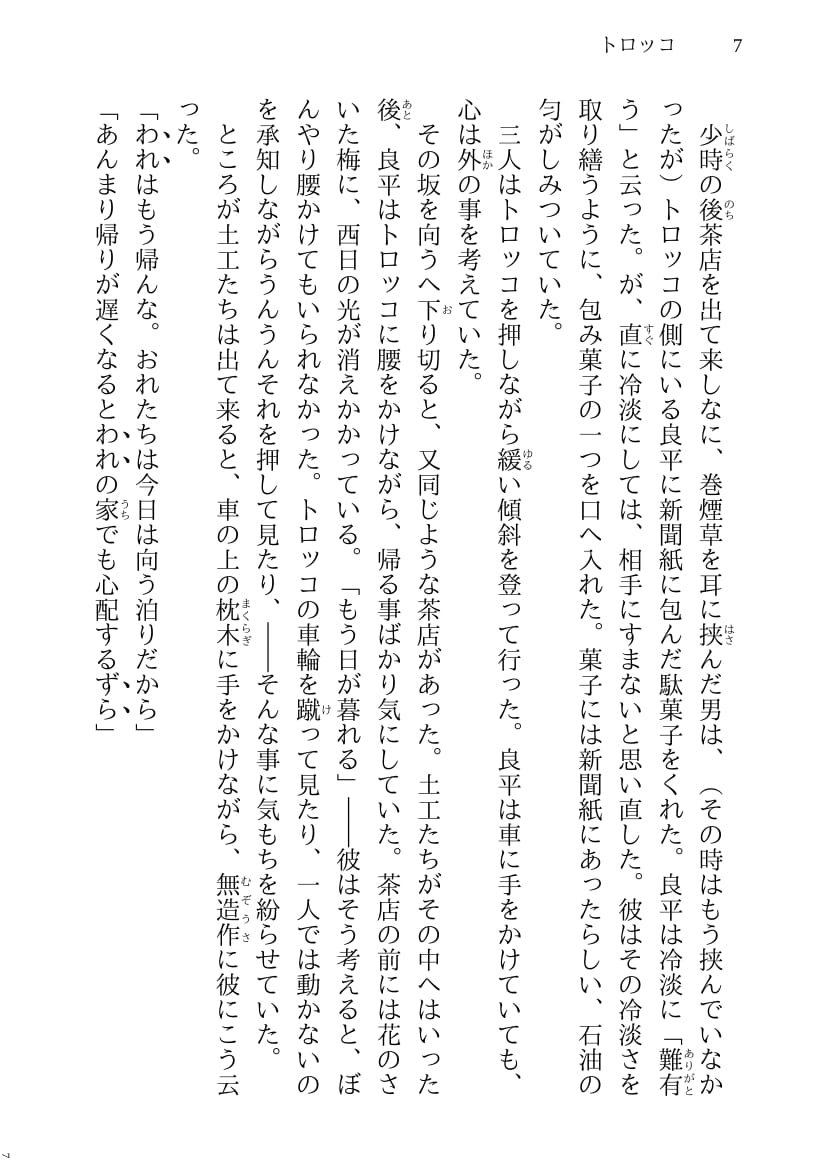 トロッコ 7
少時の後茶店を出て来しなに、巻煙草を耳に挟んだ男は、（その時はもう挟んでいなか
ったが）トロッコの側にいる良平に新聞紙に包んだ駄菓子をくれた。良平は冷淡に「難有
う」と云った。が、直に冷淡にしては、相手にすまないと思い直した。彼はその冷淡さを
取り繕うように、包み菓子の一つを口へ入れた。菓子には新聞紙にあったらしい、石油の
匂がしみついていた。
三人はトロッコを押しながら緩い傾斜を登って行った。良平は車に手をかけていても、
心は外の事を考えていた。
その坂を向うへ下り切ると、又同じような茶店があった。土工たちがその中へはいった
後、良平はトロッコに腰をかけながら、帰る事ばかり気にしていた。茶店の前には花のさ
いた梅に、西日の光が消えかかっている。「もう日が暮れる」――彼はそう考えると、ぼ
んやり腰かけてもいられなかった。トロッコの車輪を蹴って見たり、一人では動かないの
を承知しながらうんうんそれを押して見たり、――そんな事に気もちを紛らせていた。
ところが土工たちは出て来ると、車の上の枕木に手をかけながら、無造作に彼にこう云
った。
「われはもう帰んな。おれたちは今日は向う泊りだから」
「あんまり帰りが遅くなるとわれの家でも心配するずら」
7